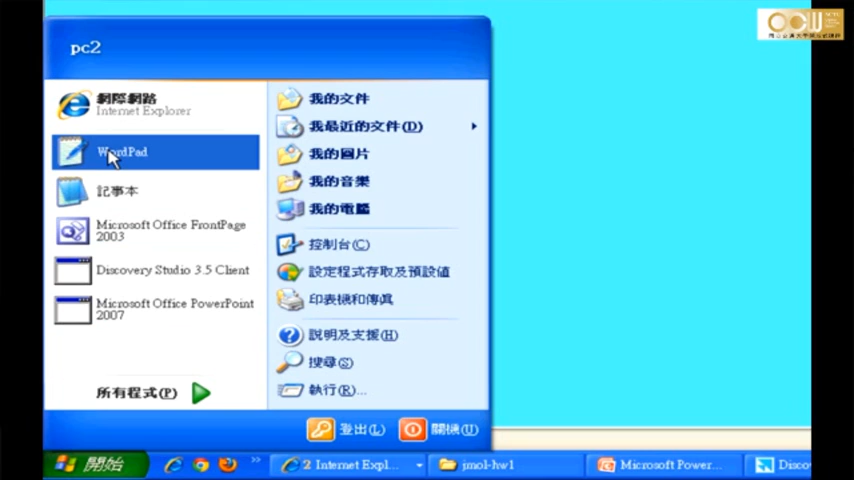 pc2
網際網路
Internet Explorer
WordPad
記事本
Microsoft Office FrontPage
2003
Discovery Studio 3.5 Client
Microsoft Office PowerPoint
2007
所有程式(P)
我的文件
我最近的文件(D)
我的圖片
我的音樂
我的電腦
控制台(C)
設定程式存取及預設值
印表機和傳真
說明及支援(H)
搜尋(S)
執行(R)...
登出(L)
關機(U)
開始
2 Internet Expl...
jmol-hw1
Microsoft Power...
Disco
OCW